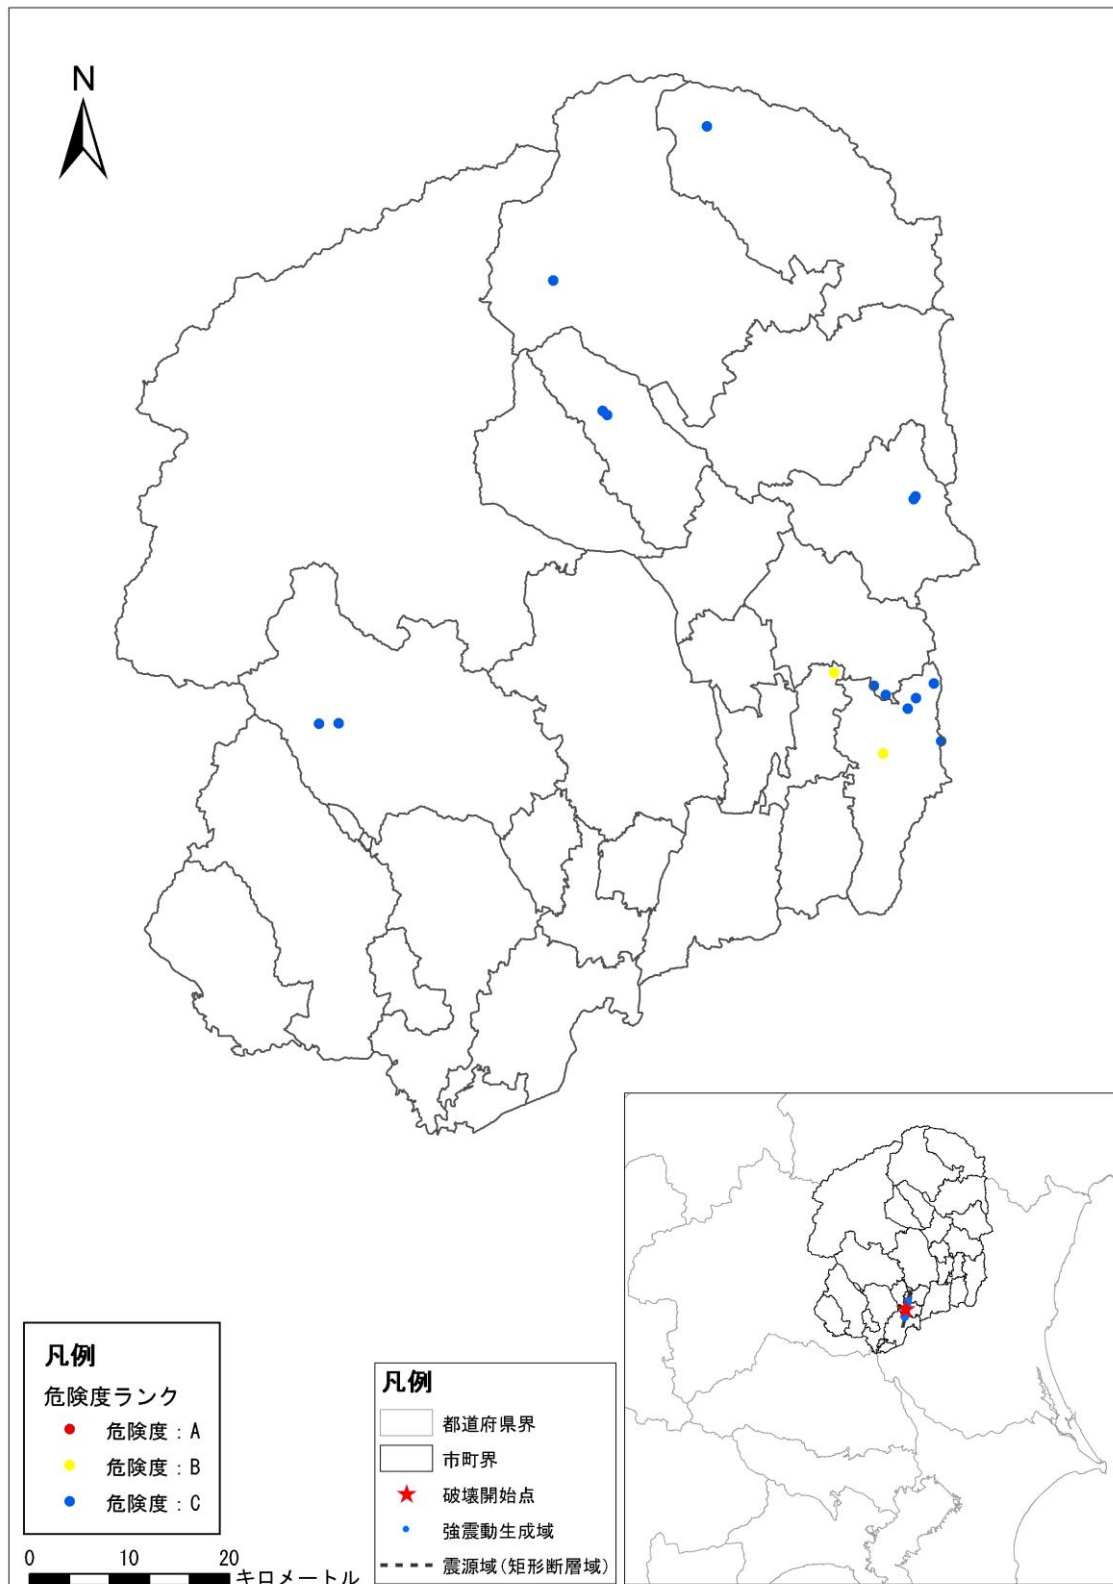 N
凡例
危険度ランク
危険度：A
危険度：B
危険度：C
0 10 20
キロメートル
凡例
都道府県界
市町界
破壊開始点
強震動生成域
震源域(矩形断層域)